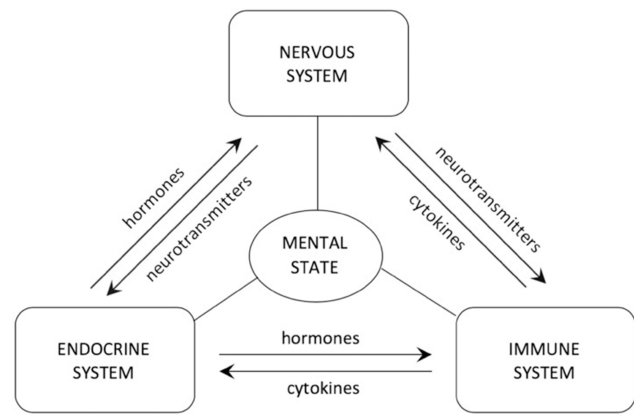 NERVOUS
SYSTEM
hormones
neurotransmitters
neurotransmitters
cytokines
MENTAL
STATE
ENDOCRINE
SYSTEM
hormones
cytokines
IMMUNE
SYSTEM